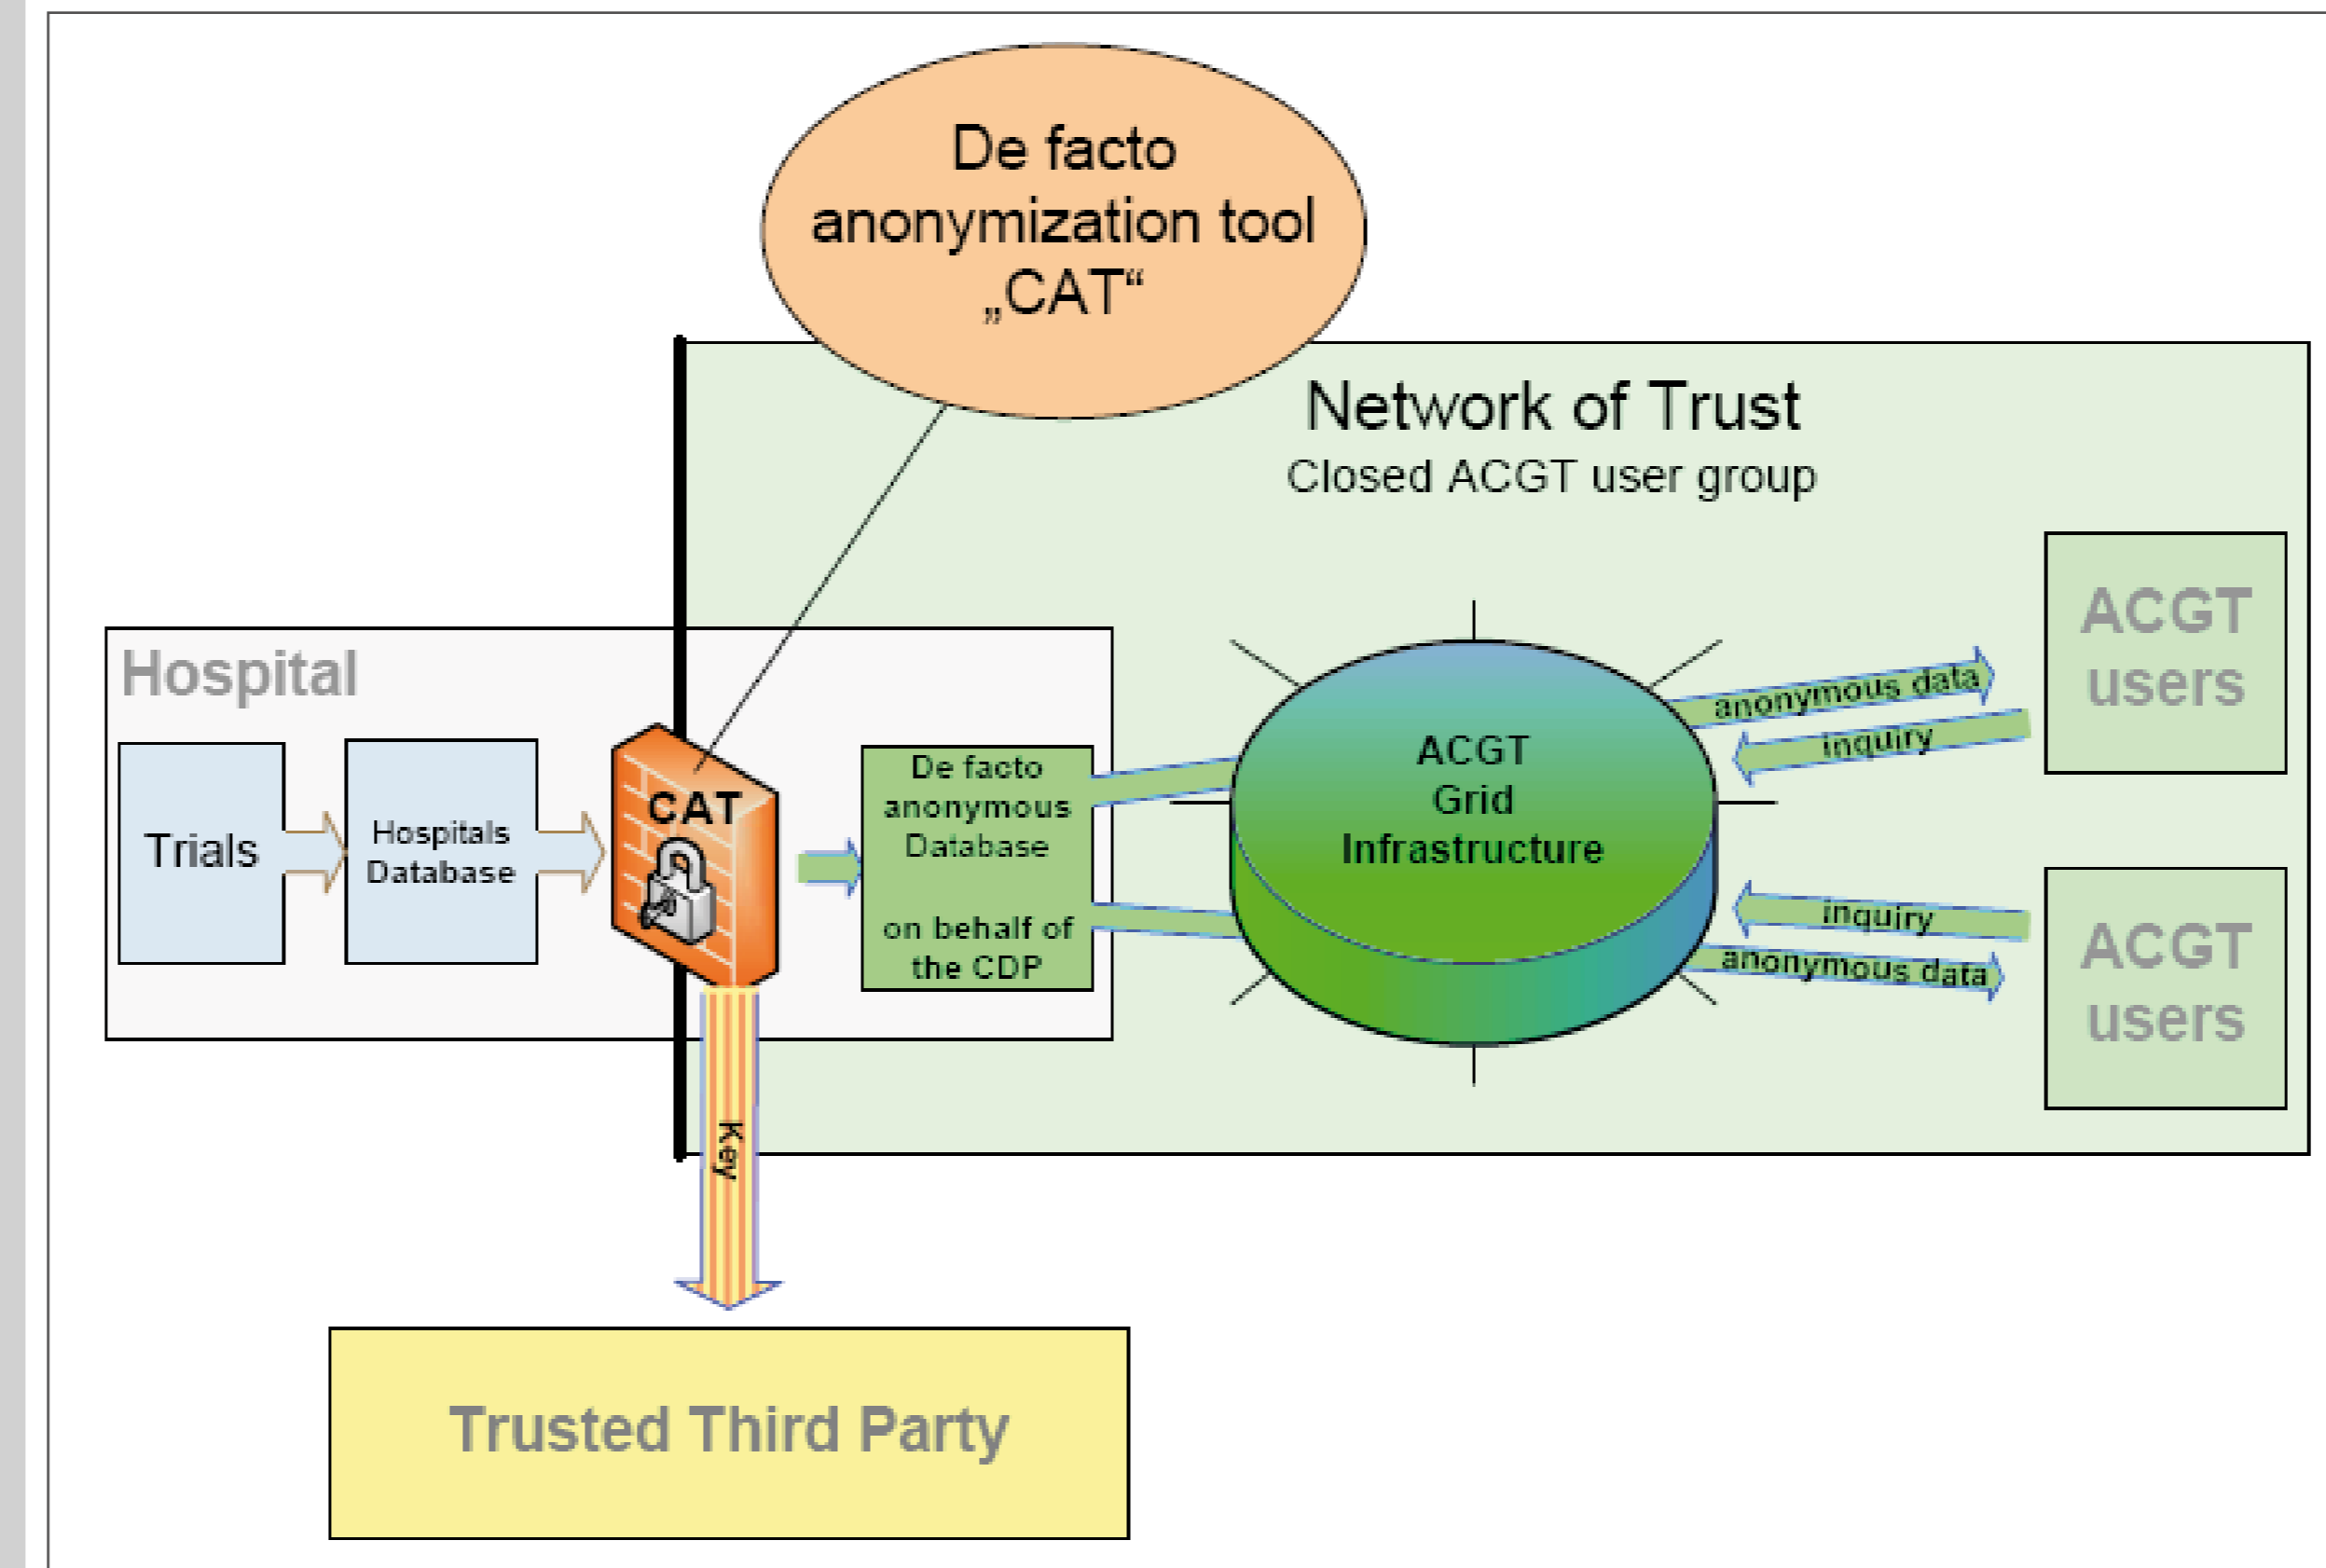 De facto
anonymization tool
„CAT“
Network of Trust
Closed ACGT user group
Hospital
Trials
Hospitals
Database
CAT
De facto
anonymous
Database
on behalf of
the CDP
ACGT
Grid
Infrastructure
anonymous data
inquiry
ACGT
users
inquiry
anonymous data
ACGT
users
Key
Trusted Third Party